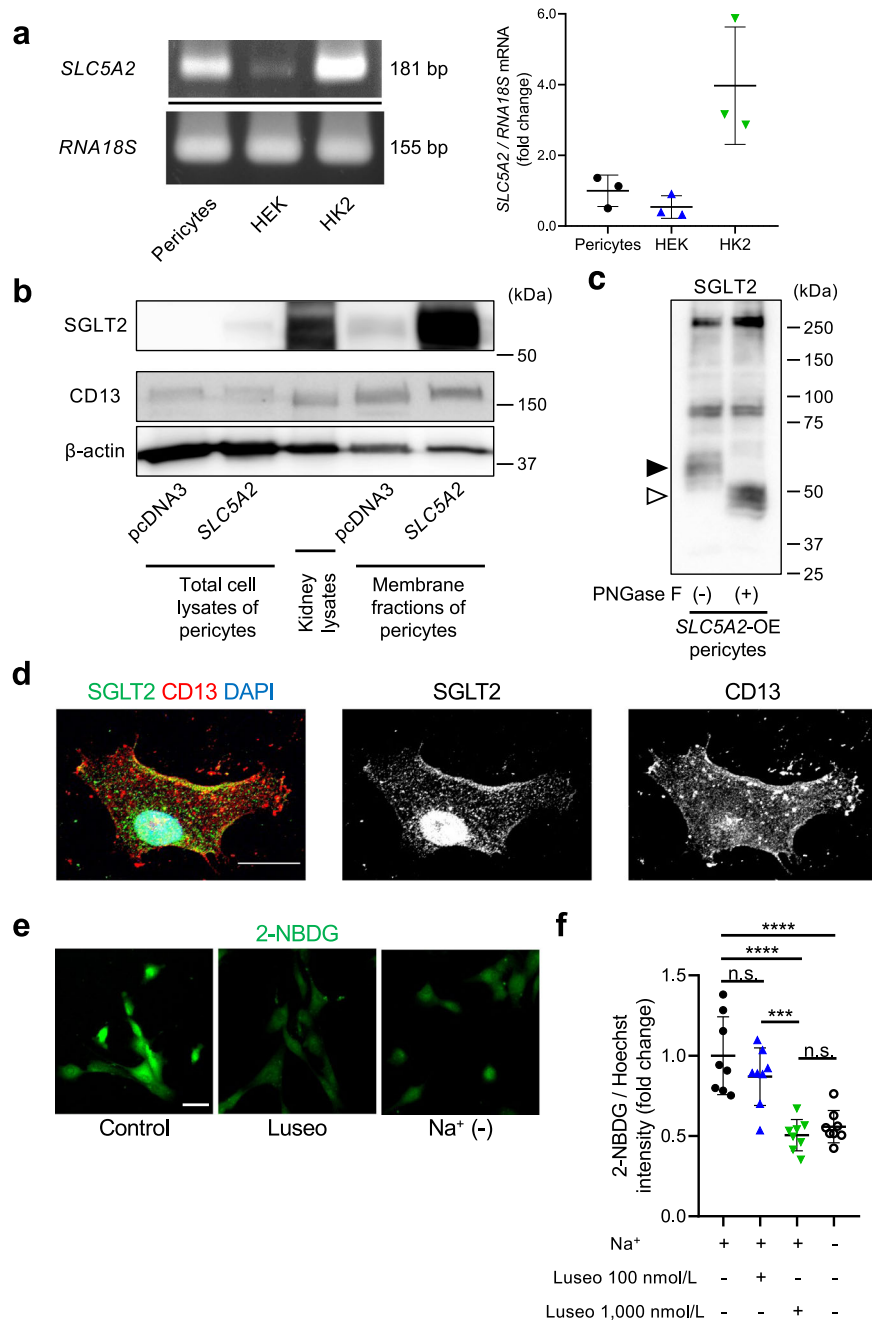 a
SLC5A2
181 bp
RNA18S
155 bp
Pericytes
HEK
HK2
SLC5A2 / RNA18S mRNA
(fold change)
6.0
4.0
2.0
0.0
Pericytes
HEK
HK2
b
(kDa)
SGLT2
50
CD13
150
β-actin
37
pcDNA3
SLC5A2
pcDNA3
SLC5A2
Total cell
lysates of
pericytes
Kidney
lysates
Membrane
fractions of
pericytes
c
SGLT2
(kDa)
250
150
100
75
50
37
25
PNGase F (-) (+)
SLC5A2-OE
pericytes
d
SGLT2 CD13 DAPI
SGLT2
CD13
e
2-NBDG
Control
Luseo
Na⁺ (-)
f
****
****
n.s.
***
n.s.
2-NBDG / Hoechst
intensity (fold change)
1.5
1.0
0.5
0.0
Na⁺ + + + -
Luseo 100 nmol/L - + - -
Luseo 1,000 nmol/L - - + -